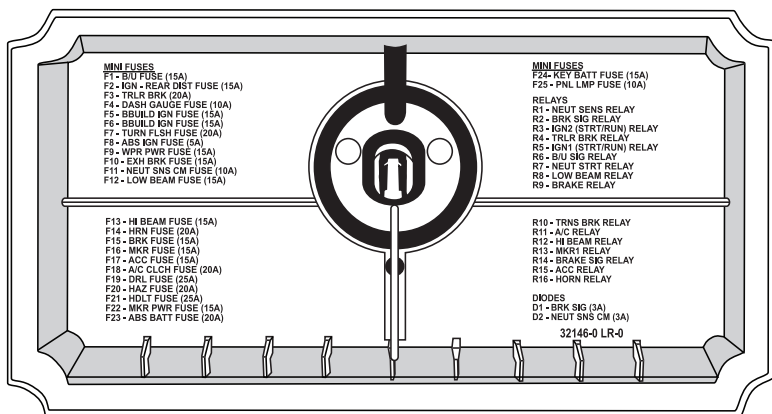 MINI FUSES
F1 - B/U FUSE (15A)
F2 - IGN - REAR DIST FUSE (15A)
F3 - TRLR BRK (20A)
F4 - DASH GAUGE FUSE (10A)
F5 - BBUILD IGN FUSE (15A)
F6 - BBUILD IGN FUSE (15A)
F7 - TURN FLSH FUSE (20A)
F8 - ABS IGN FUSE (5A)
F9 - WPR PWR FUSE (15A)
F10 - EXH BRK FUSE (15A)
F11 - NEUT SNS CM FUSE (10A)
F12 - LOW BEAM FUSE (15A)
F13 - HI BEAM FUSE (15A)
F14 - HRN FUSE (20A)
F15 - BRK FUSE (15A)
F16 - MKR FUSE (15A)
F17 - ACC FUSE (15A)
F18 - A/C CLCH FUSE (20A)
F19 - DRL FUSE (25A)
F20 - HAZ FUSE (20A)
F21 - HDLT FUSE (25A)
F22 - MKR PWR FUSE (15A)
F23 - ABS BATT FUSE (20A)
MINI FUSES
F24- KEY BATT FUSE (15A)
F25 - PNL LMP FUSE (10A)
RELAYS
R1 - NEUT SENS RELAY
R2 - BRK SIG RELAY
R3 - IGN2 (STRT/RUN) RELAY
R4 - TRLR BRK RELAY
R5 - IGN1 (STRT/RUN) RELAY
R6 - B/U SIG RELAY
R7 - NEUT STRT RELAY
R8 - LOW BEAM RELAY
R9 - BRAKE RELAY
R10 - TRNS BRK RELAY
R11 - A/C RELAY
R12 - HI BEAM RELAY
R13 - MKR1 RELAY
R14 - BRAKE SIG RELAY
R15 - ACC RELAY
R16 - HORN RELAY
DIODES
D1 - BRK SIG (3A)
D2 - NEUT SNS CM (3A)
32146-0 LR-0